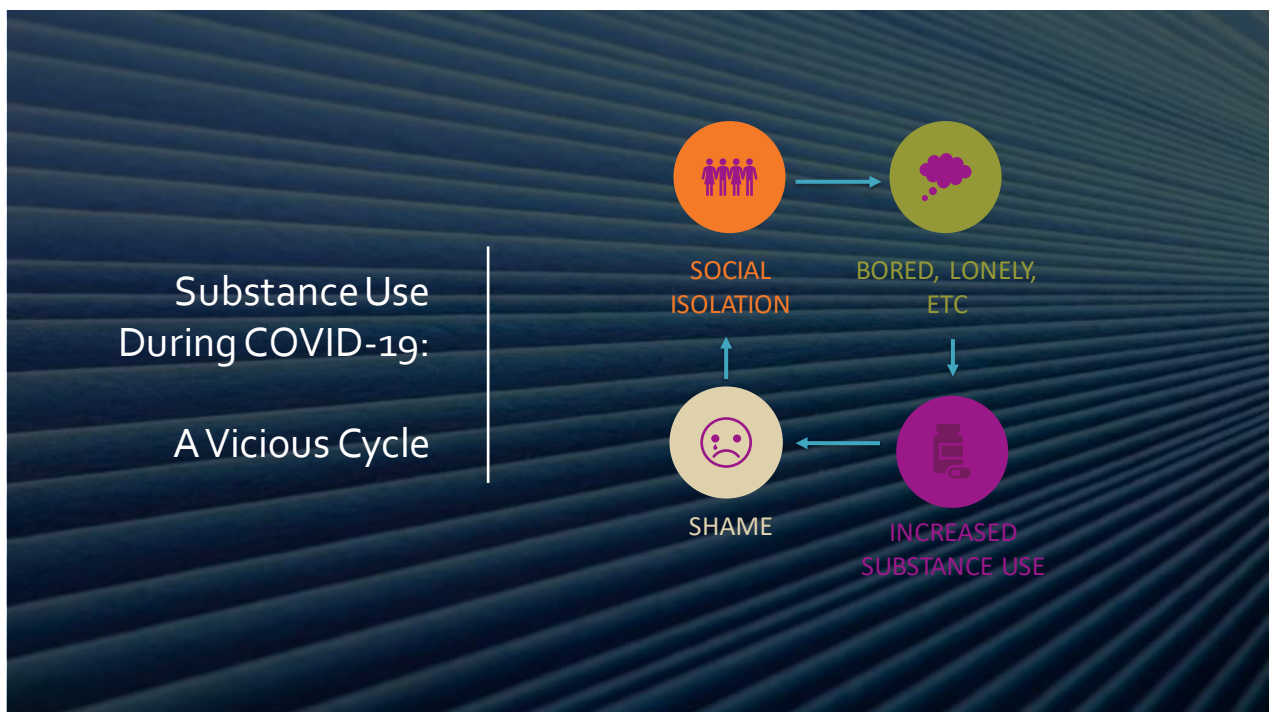 Substance Use
During COVID-19:
A Vicious Cycle
SOCIAL
ISOLATION
BORED, LONELY,
ETC
SHAME
INCREASED
SUBSTANCE USE